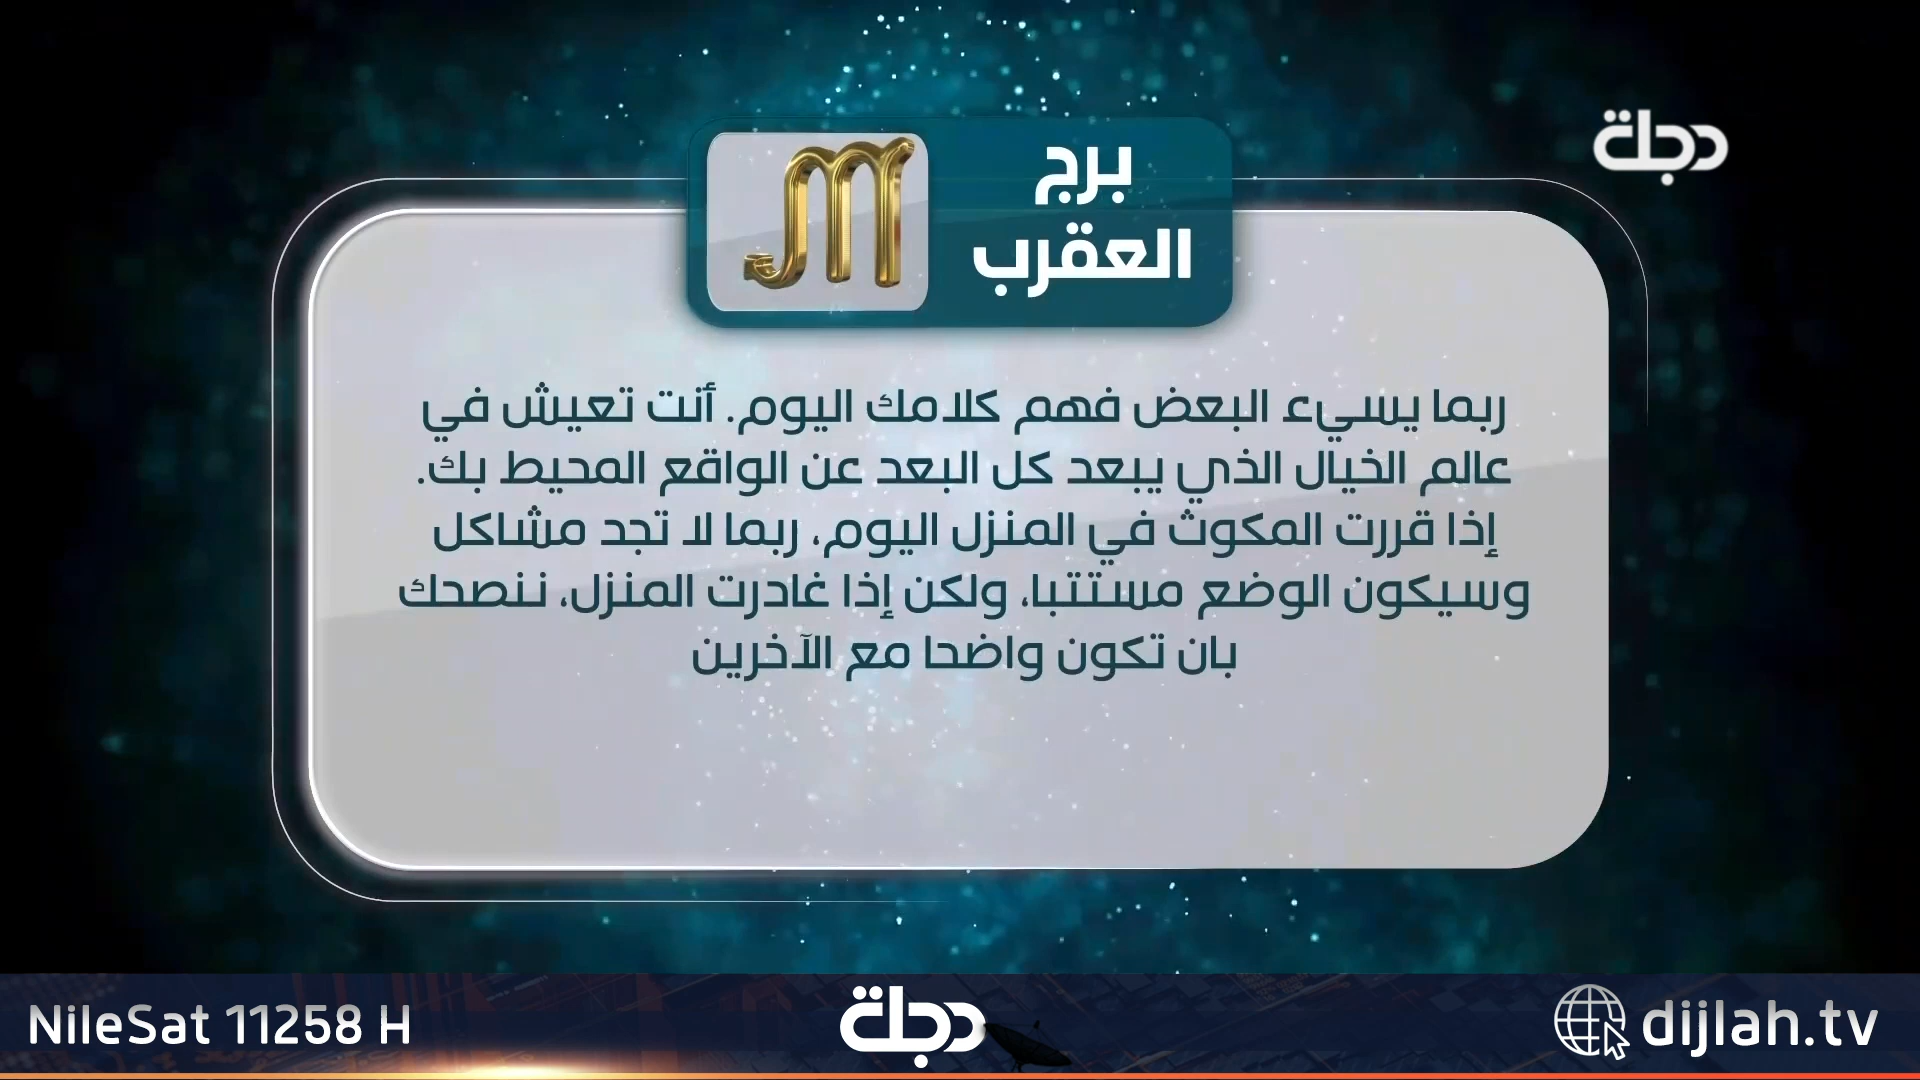 دجلة
برج
العقرب
ربما يسيء البعض فهم كلامك اليوم. أنت تعيش في
عالم الخيال الذي يبعد كل البعد عن الواقع المحيط بك.
إذا قررت المكوث في المنزل اليوم، ربما لا تجد مشاكل
وسيكون الوضع مستتبا، ولكن إذا غادرت المنزل، ننصحك
بان تكون واضحا مع الآخرين
NileSat 11258 H
دجلة
dijlah.tv